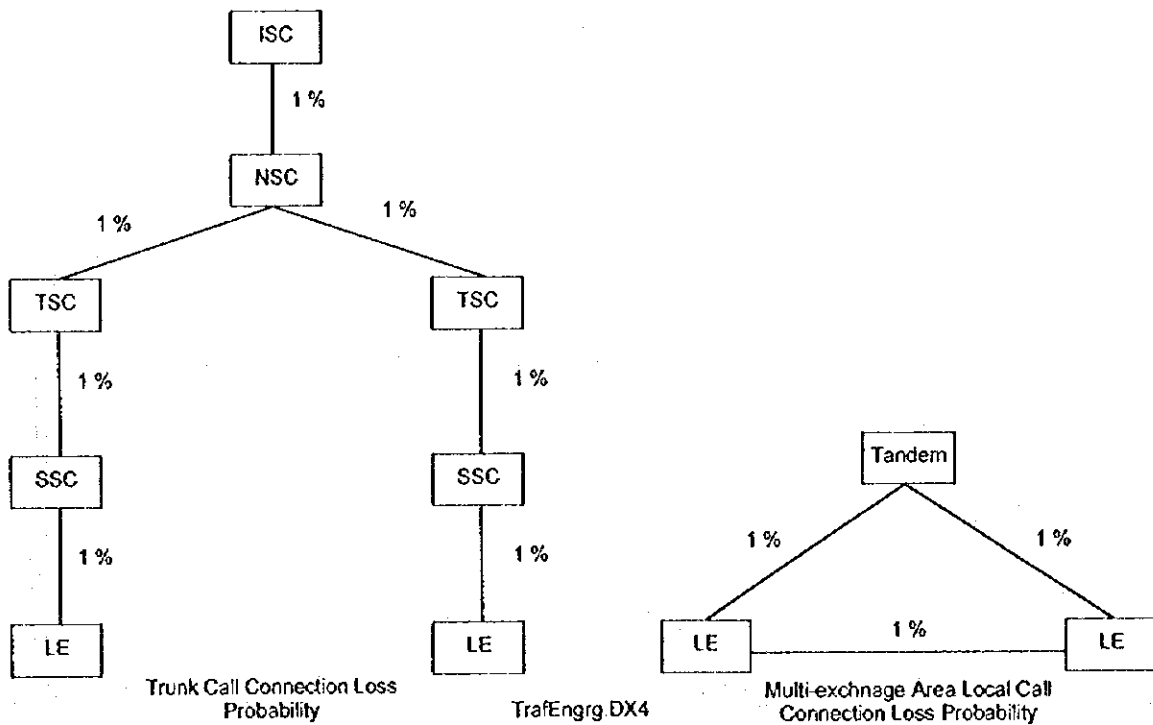 ISC
1 %
NSC
1 %
1 %
TSC
TSC
1 %
1 %
SSC
SSC
1 %
1 %
LE
LE
Trunk Call Connection Loss
Probability
TrafEngrg.DX4
Tandem
1 %
1 %
LE
1 %
LE
Multi-exchnage Area Local Call
Connection Loss Probability